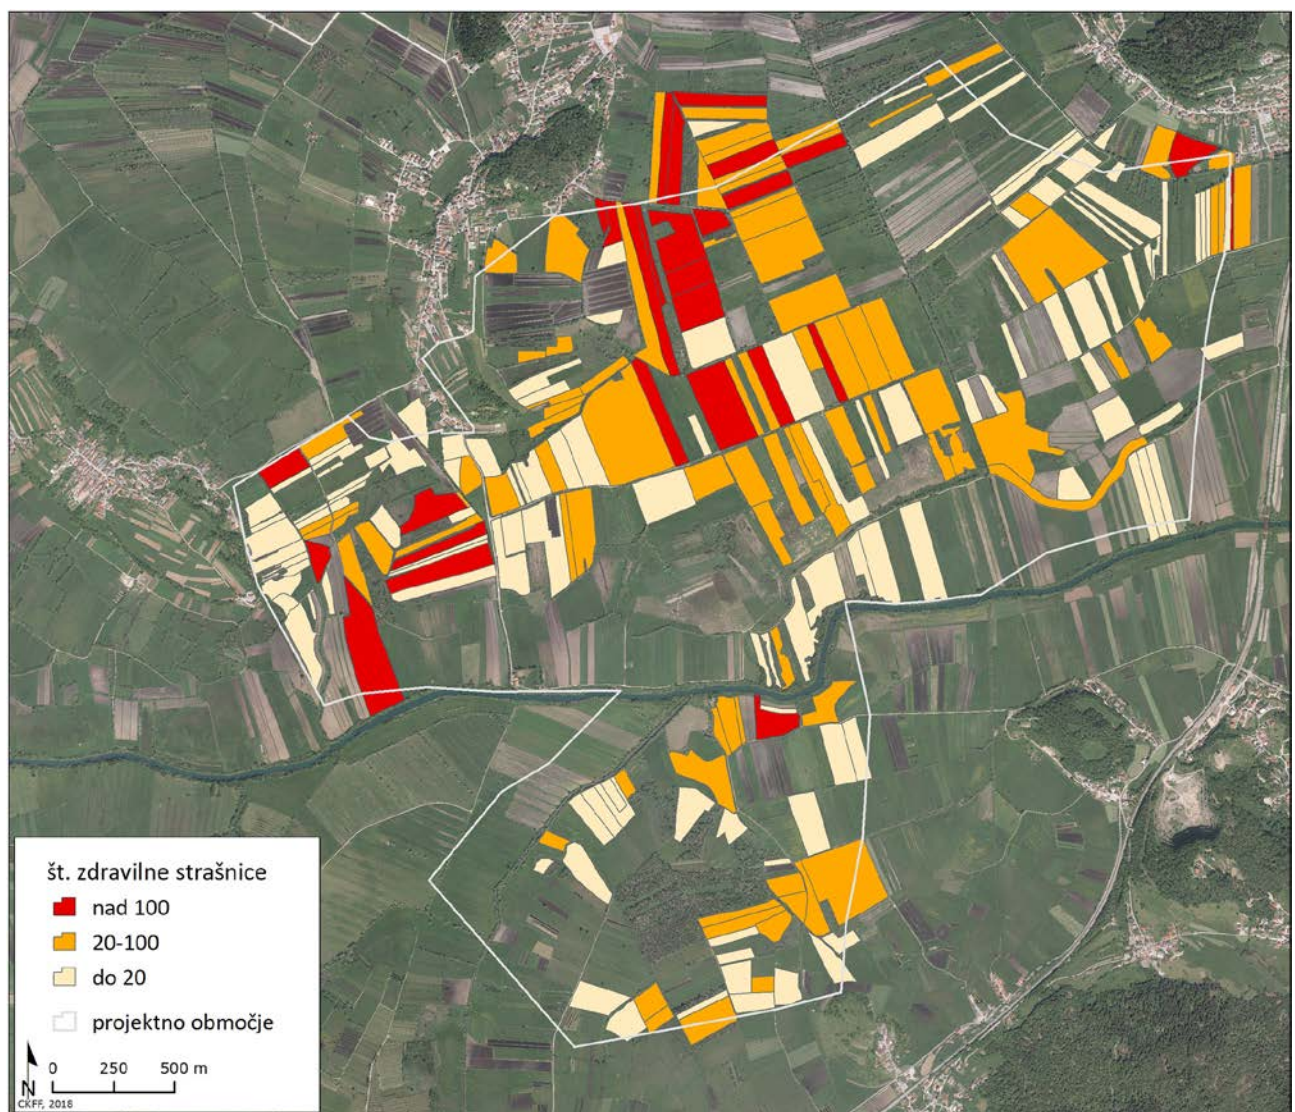 št. zdravilne strašnice
nad 100
20-100
do 20
projektno območje
0 250 500 m
N
CKFF, 2018